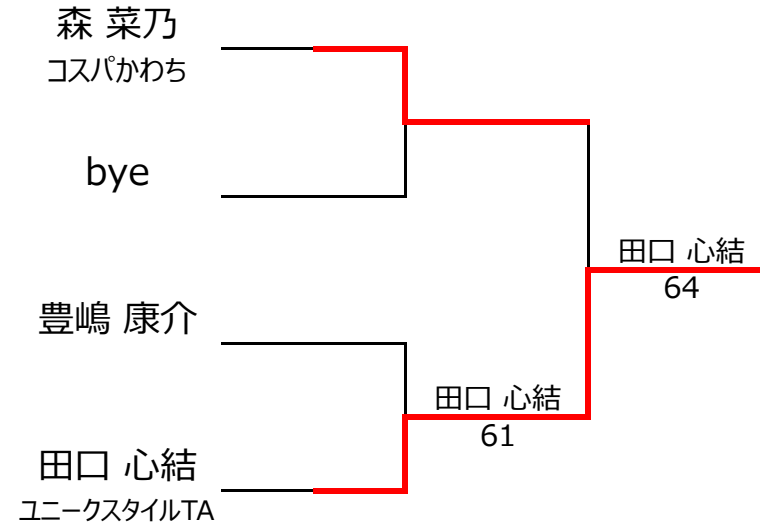 森 菜乃
コスパかわち
bye
豊嶋 康介
田口 心結
ユニークスタイルTA
田口 心結
61
田口 心結
64